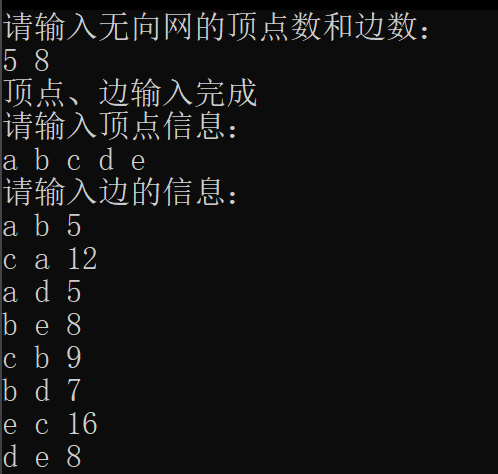 请输入无向网的顶点数和边数：
5 8
顶点、边输入完成
请输入顶点信息：
a b c d e
请输入边的信息：
a b 5
c a 12
a d 5
b e 8
c b 9
b d 7
e c 16
d e 8